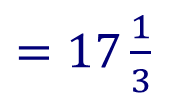 = 17 1/3